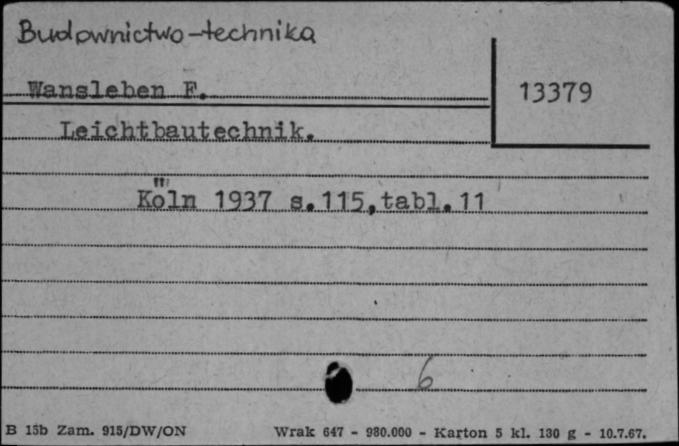 Budownictwo-technika
Wansleben F.
13379
Leichtbautechnik.
Köln 1937 s.115,tabl.11
6
B 15b Zam. 915/DW/ON Wrak 647 - 980.000 - Karton 5 kl. 130 g - 10.7.67.